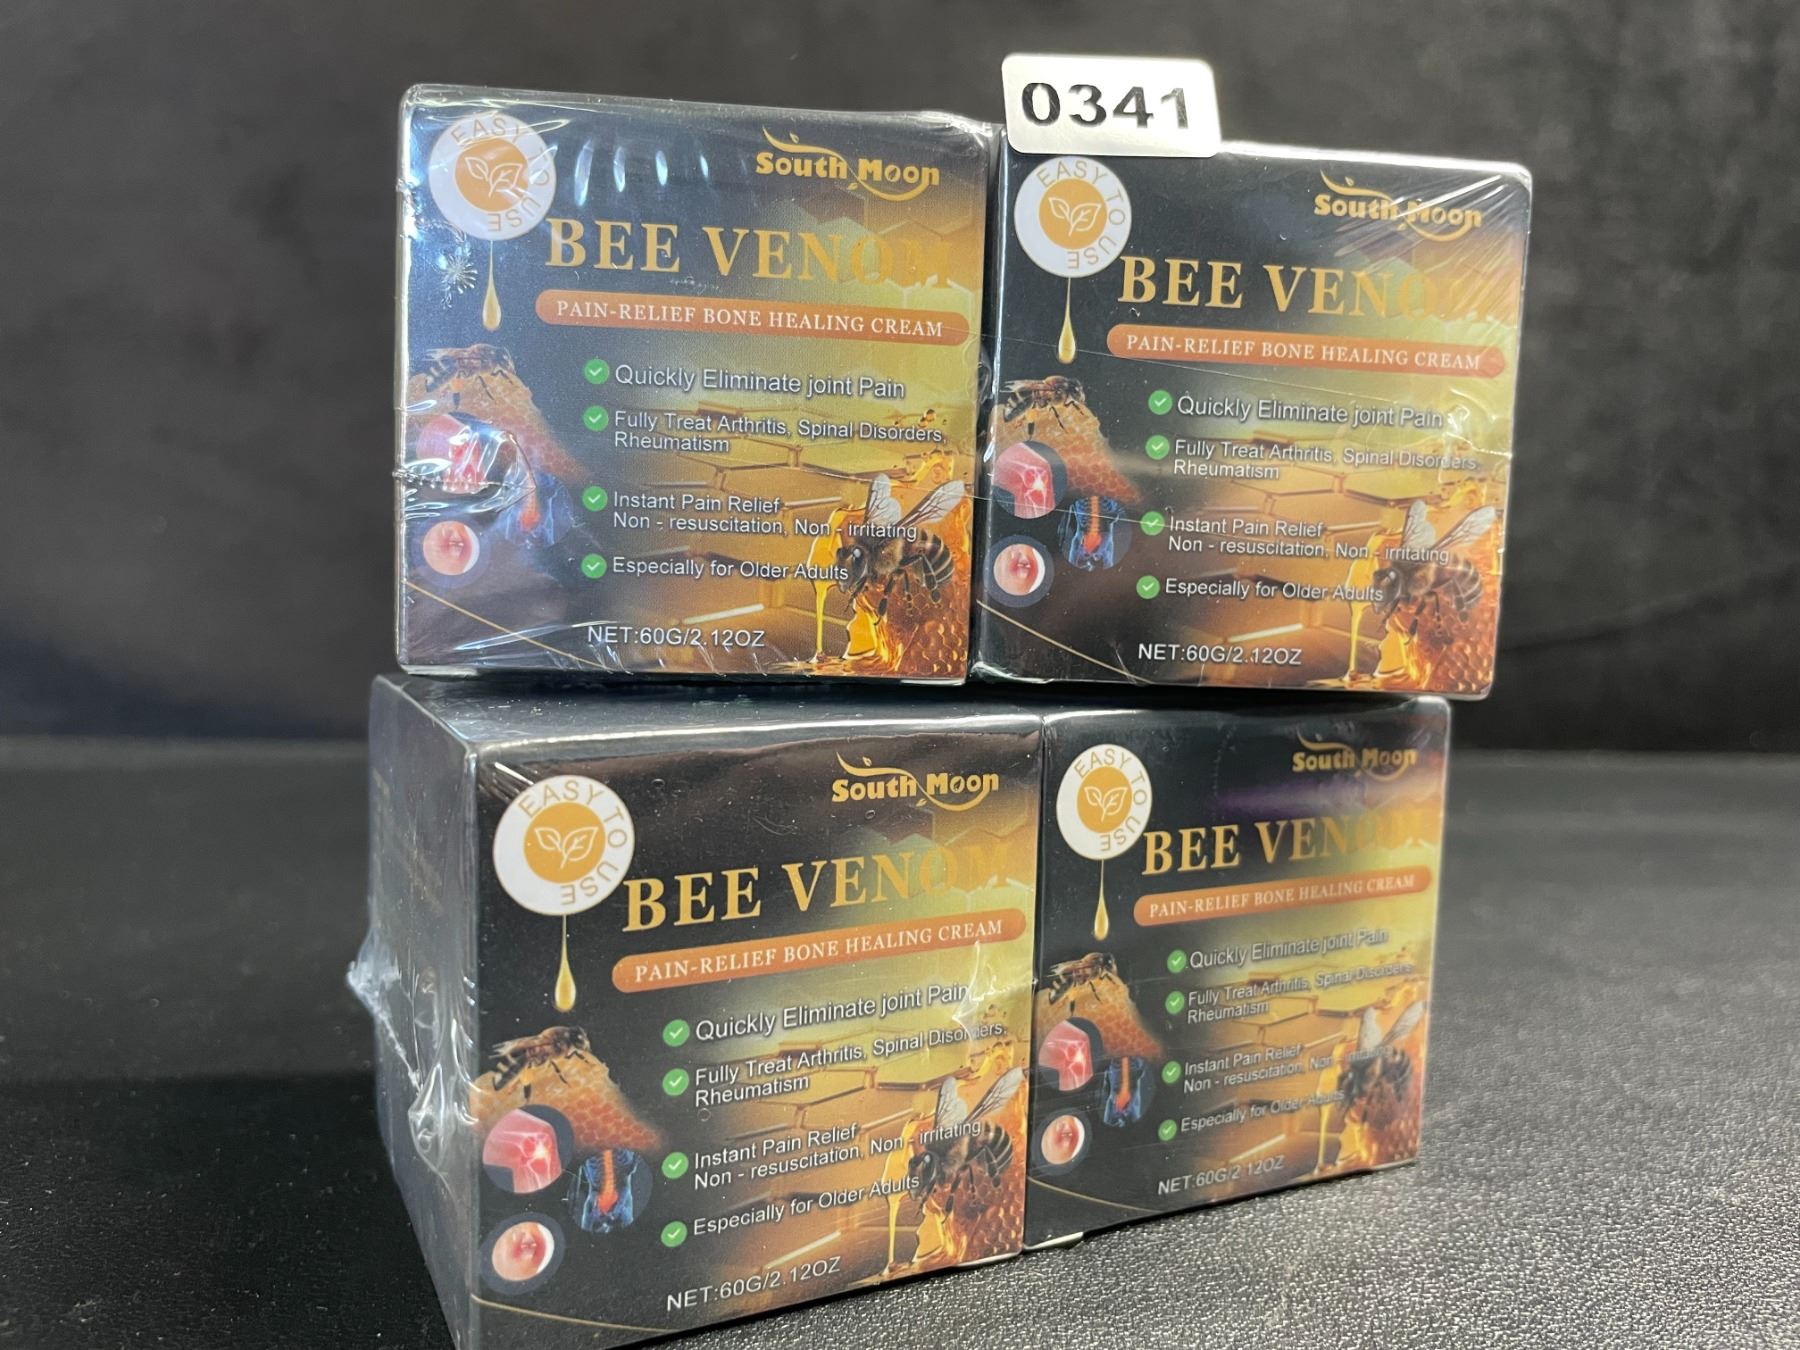 0341
EASY TO USE
South Moon
BEE VENOM
PAIN-RELIEF BONE HEALING CREAM
Quickly Eliminate joint Pain
Fully Treat Arthritis, Spinal Disorders,
Rheumatism
Instant Pain Relief
Non - resuscitation, Non - irritating
Especially for Older Adults
NET:60G/2.12OZ
EASY TO USE
South Moon
BEE VENOM
PAIN-RELIEF BONE HEALING CREAM
Quickly Eliminate joint Pain
Fully Treat Arthritis, Spinal Disorders,
Rheumatism
Instant Pain Relief
Non - resuscitation, Non - irritating
Especially for Older Adults
NET:60G/2.12OZ
EASY TO USE
South Moon
BEE VENOM
PAIN-RELIEF BONE HEALING CREAM
Quickly Eliminate joint Pain
Fully Treat Arthritis, Spinal Disorders,
Rheumatism
Instant Pain Relief
Non - resuscitation, Non - irritating
Especially for Older Adults
NET:60G/2.12OZ
EASY TO USE
South Moon
BEE VENOM
PAIN-RELIEF BONE HEALING CREAM
Quickly Eliminate joint Pain
Fully Treat Arthritis, Spinal Disorders,
Rheumatism
Instant Pain Relief
Non - resuscitation, Non - irritating
Especially for Older Adults
NET:60G/2.12OZ